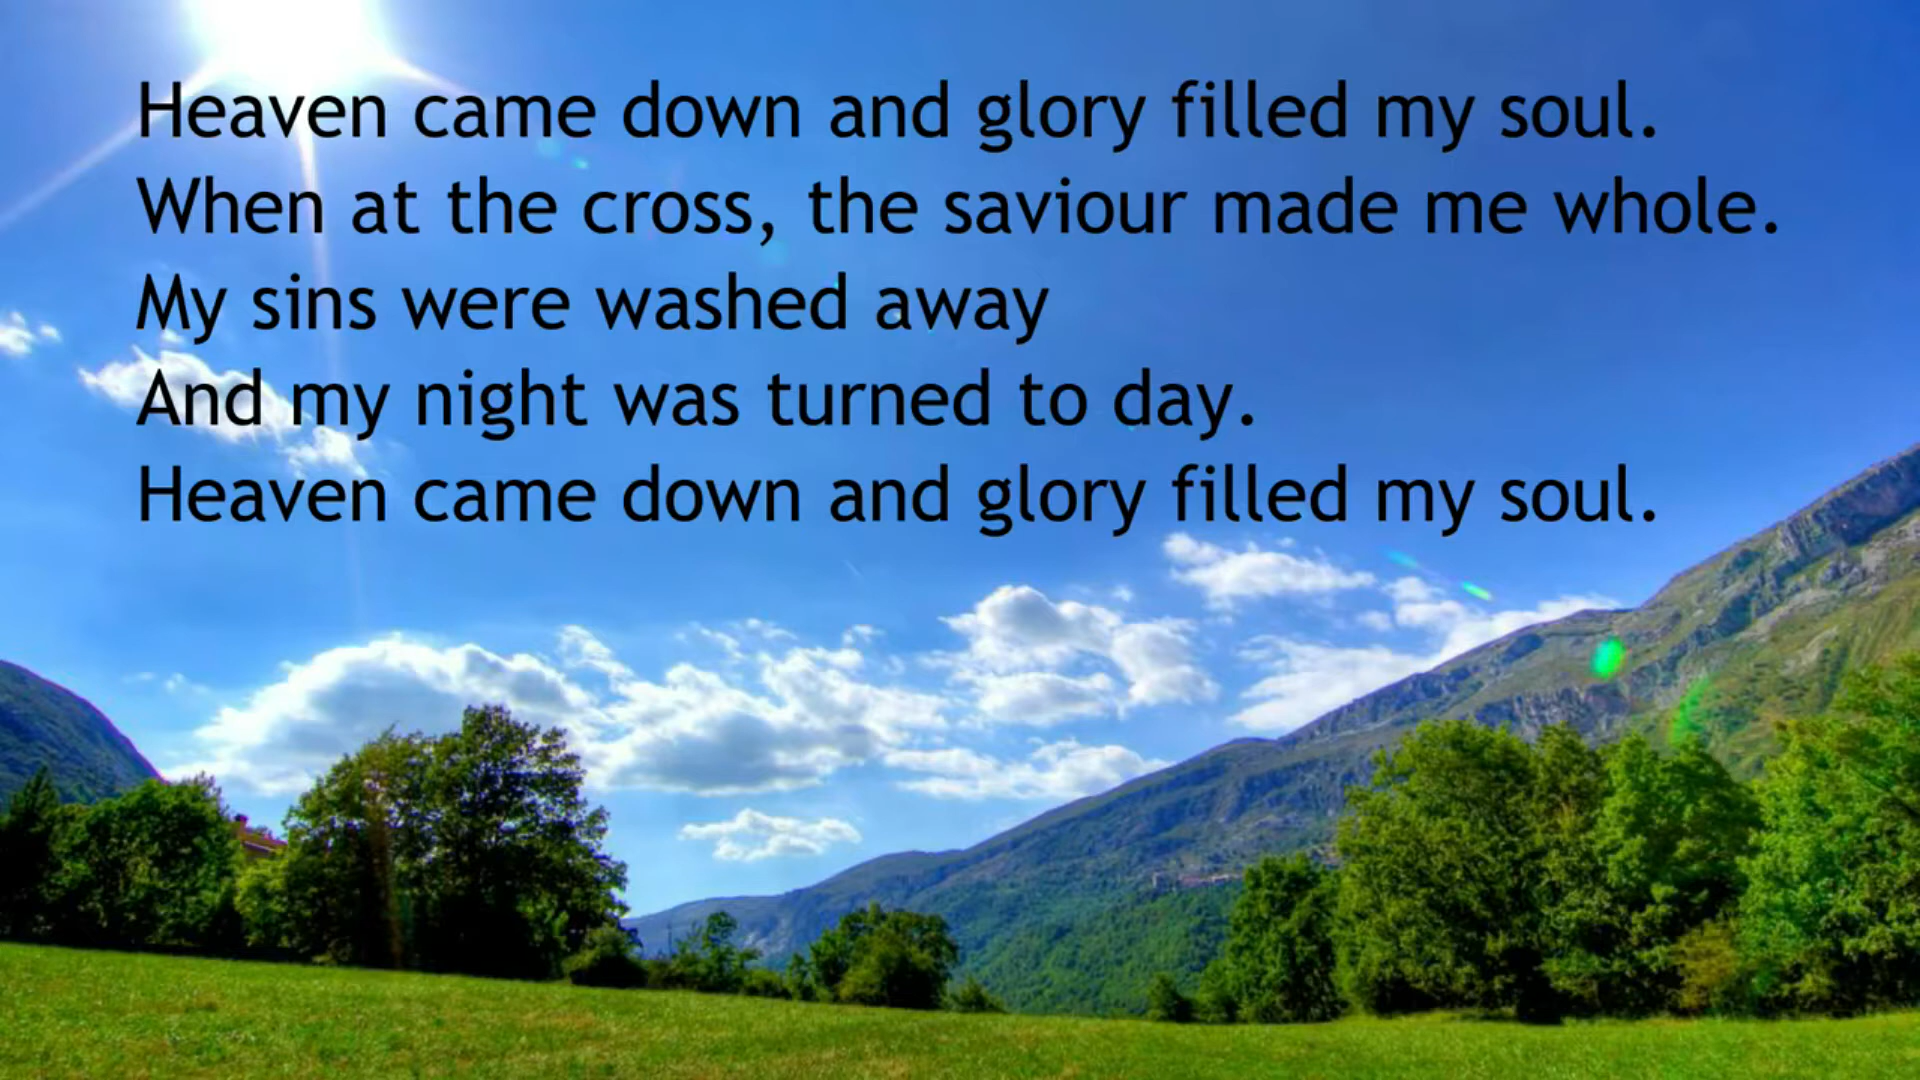 Heaven came down and glory filled my soul.
When at the cross, the saviour made me whole.
My sins were washed away
And my night was turned to day.
Heaven came down and glory filled my soul.